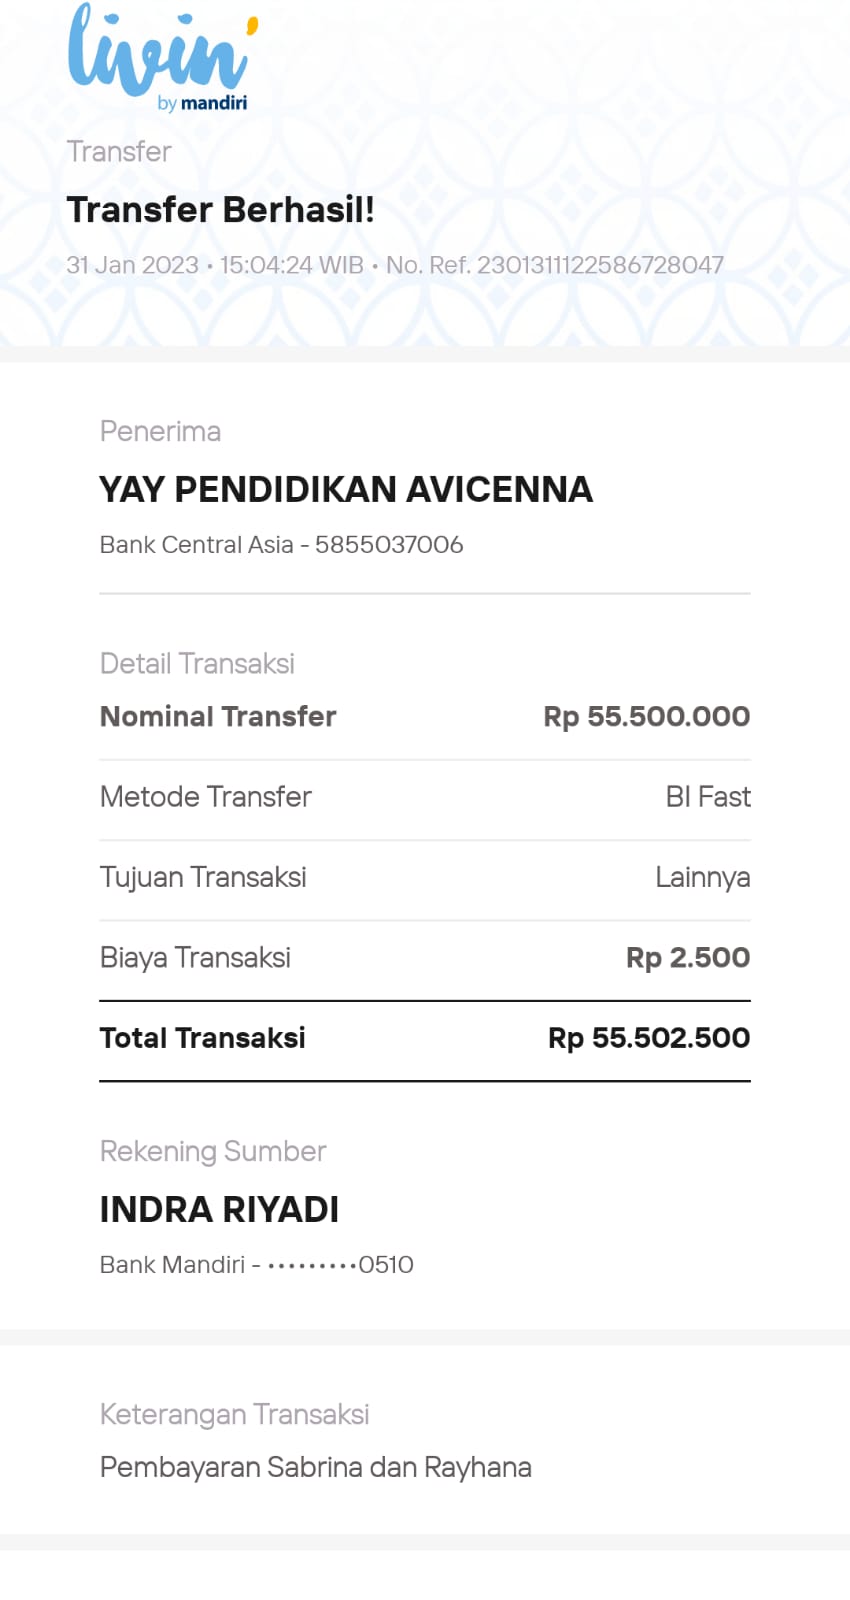 livin'
by mandiri
Transfer
Transfer Berhasil!
31 Jan 2023 • 15:04:24 WIB • No. Ref. 2301311122586728047
Penerima
YAY PENDIDIKAN AVICENNA
Bank Central Asia - 5855037006
Detail Transaksi
Nominal Transfer Rp 55.500.000
Metode Transfer BI Fast
Tujuan Transaksi Lainnya
Biaya Transaksi Rp 2.500
Total Transaksi Rp 55.502.500
Rekening Sumber
INDRA RIYADI
Bank Mandiri - •••••••••0510
Keterangan Transaksi
Pembayaran Sabrina dan Rayhana